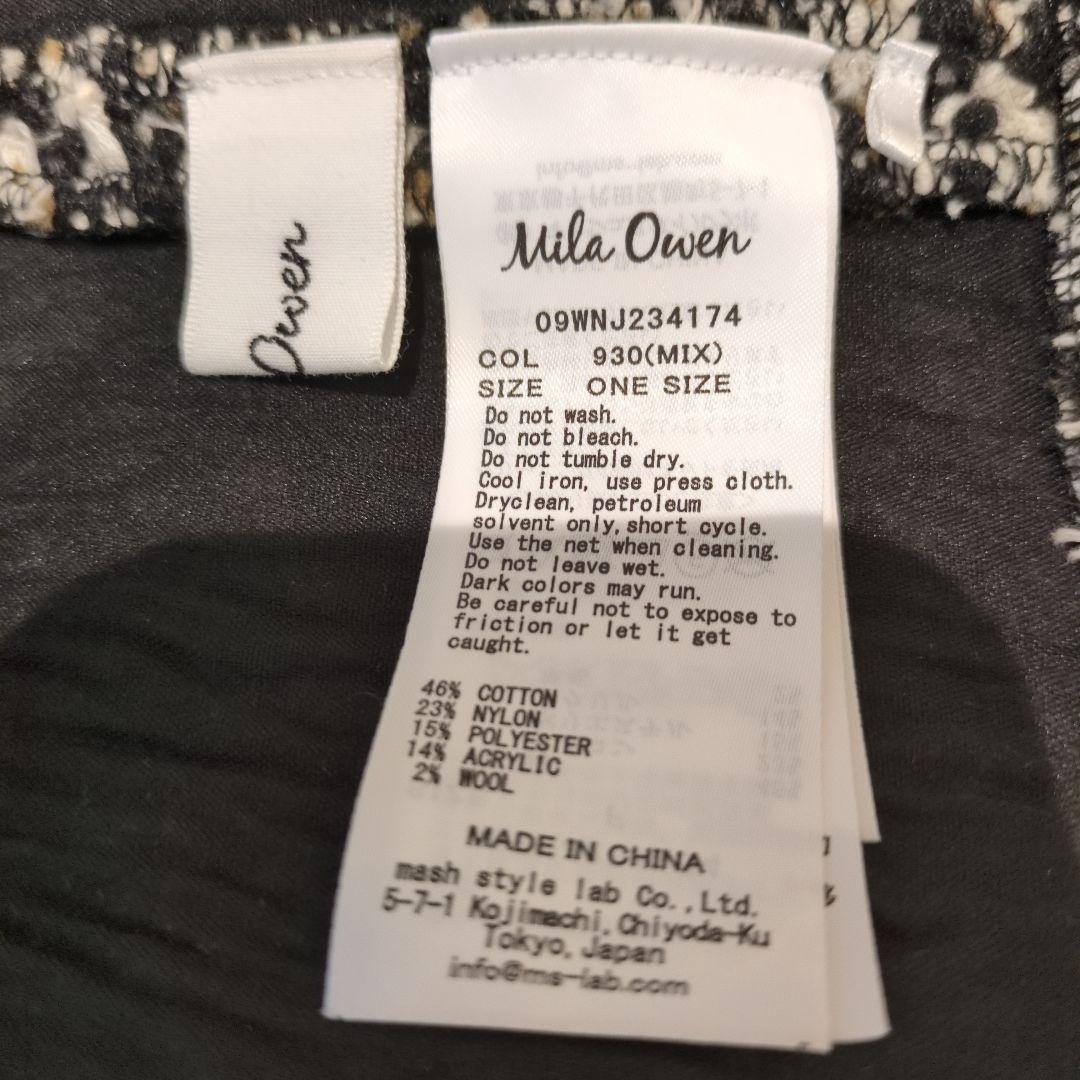 Owen
Mila Owen
09WNJ234174
COL 930(MIX)
SIZE ONE SIZE
Do not wash.
Do not bleach.
Do not tumble dry.
Cool iron, use press cloth.
Dryclean, petroleum
solvent only,short cycle.
Use the net when cleaning.
Do not leave wet.
Dark colors may run.
Be careful not to expose to
friction or let it get
caught.
46% COTTON
23% NYLON
15% POLYESTER
14% ACRYLIC
2% WOOL
MADE IN CHINA
mash style lab Co.,Ltd.
5-7-1 Kojimachi,Chiyoda-Ku
Tokyo,Japan
info@ms-lab.com